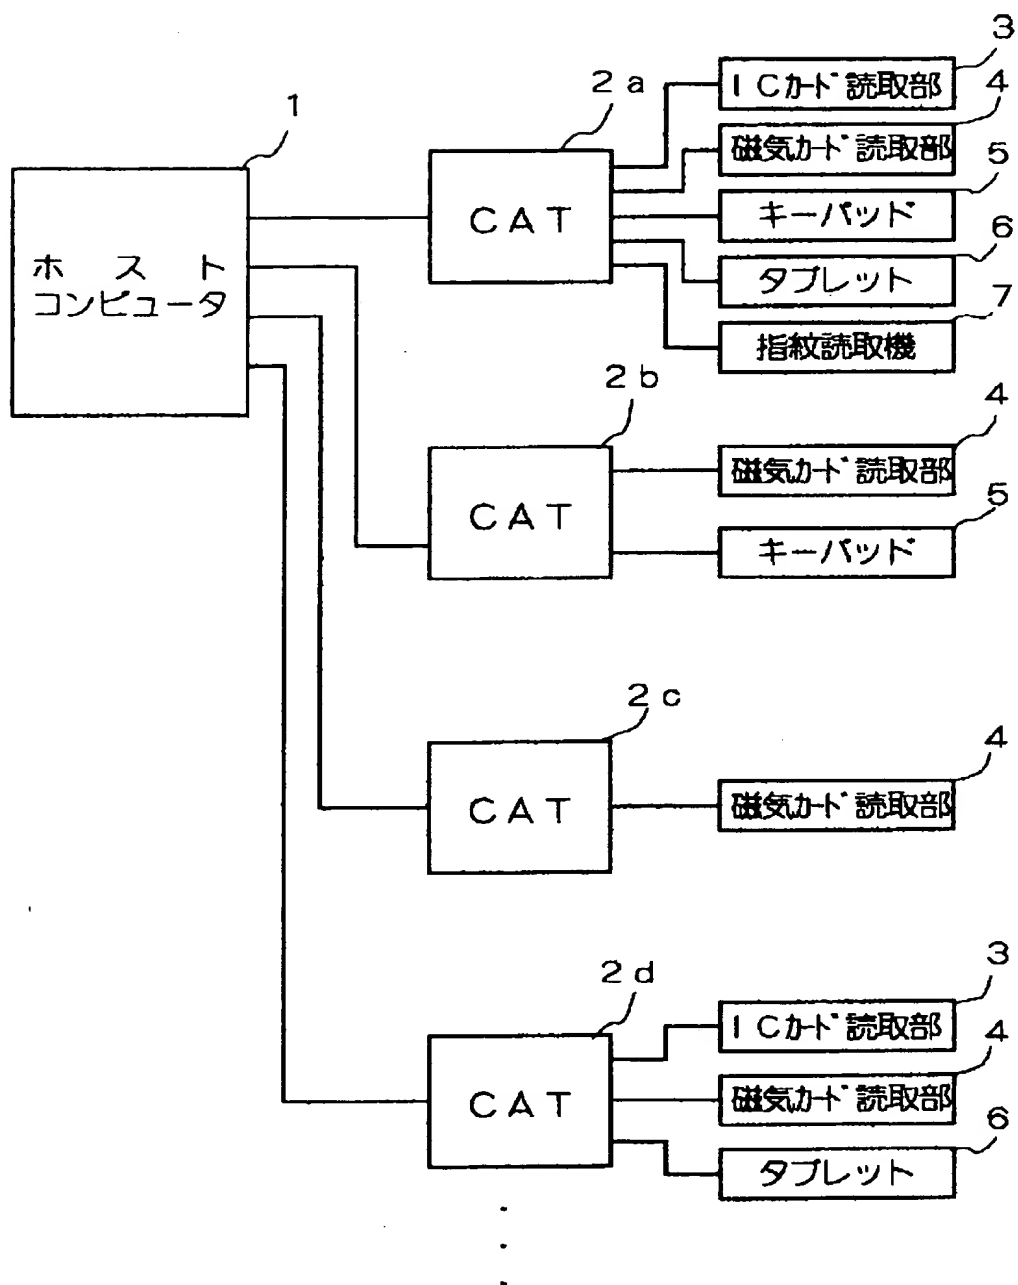 1
ホスト
コンピュータ
2a
CAT
3
ICカード読取部
4
磁気カード読取部
5
キーパッド
6
タブレット
7
指紋読取機
2b
CAT
4
磁気カード読取部
5
キーパッド
2c
CAT
4
磁気カード読取部
2d
CAT
3
ICカード読取部
4
磁気カード読取部
6
タブレット